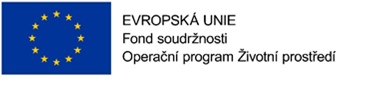 EVROPSKÁ UNIE
Fond soudržnosti
Operační program Životní prostředí